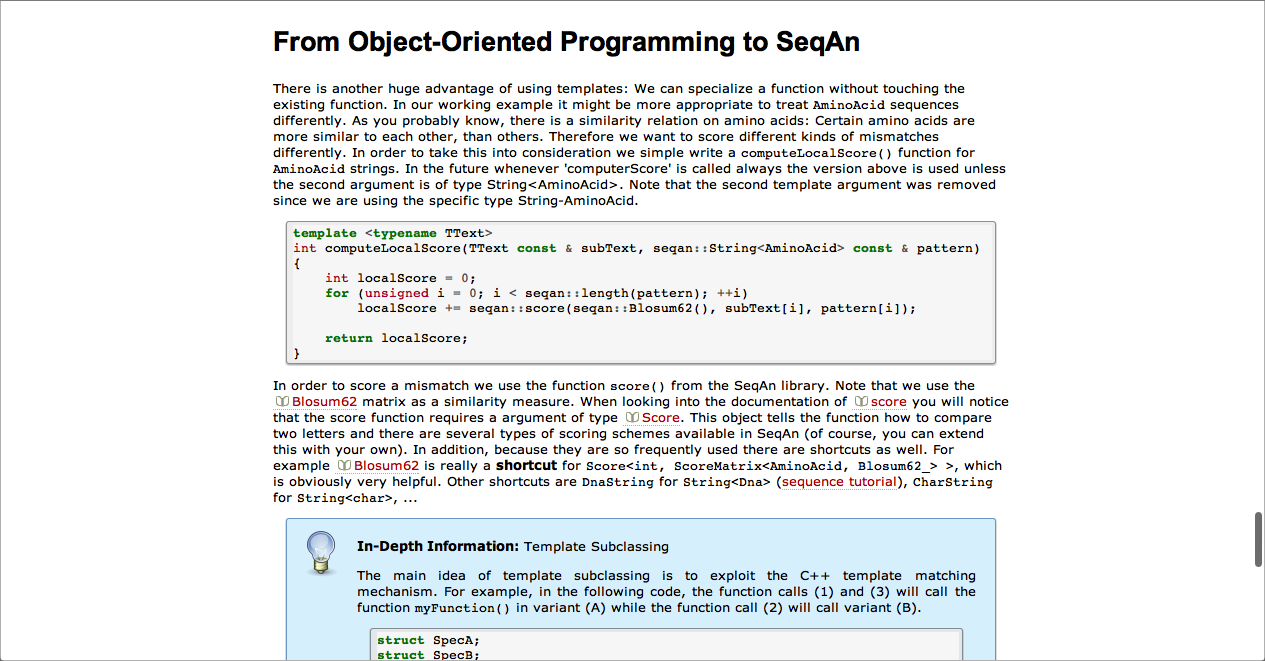 From Object-Oriented Programming to SeqAn
There is another huge advantage of using templates: We can specialize a function without touching the
existing function. In our working example it might be more appropriate to treat AminoAcid sequences
differently. As you probably know, there is a similarity relation on amino acids: Certain amino acids are
more similar to each other, than others. Therefore we want to score different kinds of mismatches
differently. In order to take this into consideration we simple write a computeLocalScore() function for
AminoAcid strings. In the future whenever 'computerScore' is called always the version above is used unless
the second argument is of type String<AminoAcid>. Note that the second template argument was removed
since we are using the specific type String-AminoAcid.
template <typename TText>
int computeLocalScore(TText const & subText, seqan::String<AminoAcid> const & pattern)
{
    int localScore = 0;
    for (unsigned i = 0; i < seqan::length(pattern); ++i)
        localScore += seqan::score(seqan::Blosum62(), subText[i], pattern[i]);
    return localScore;
}
In order to score a mismatch we use the function score() from the SeqAn library. Note that we use the
Blosum62 matrix as a similarity measure. When looking into the documentation of score you will notice
that the score function requires a argument of type Score. This object tells the function how to compare
two letters and there are several types of scoring schemes available in SeqAn (of course, you can extend
this with your own). In addition, because they are so frequently used there are shortcuts as well. For
example Blosum62 is really a shortcut for Score<int, ScoreMatrix<AminoAcid, Blosum62_> >, which
is obviously very helpful. Other shortcuts are DnaString for String<Dna> (sequence tutorial), CharString
for String<char>, ...
In-Depth Information: Template Subclassing
The main idea of template subclassing is to exploit the C++ template matching
mechanism. For example, in the following code, the function calls (1) and (3) will call the
function myFunction() in variant (A) while the function call (2) will call variant (B).
struct SpecA;
struct SpecB;